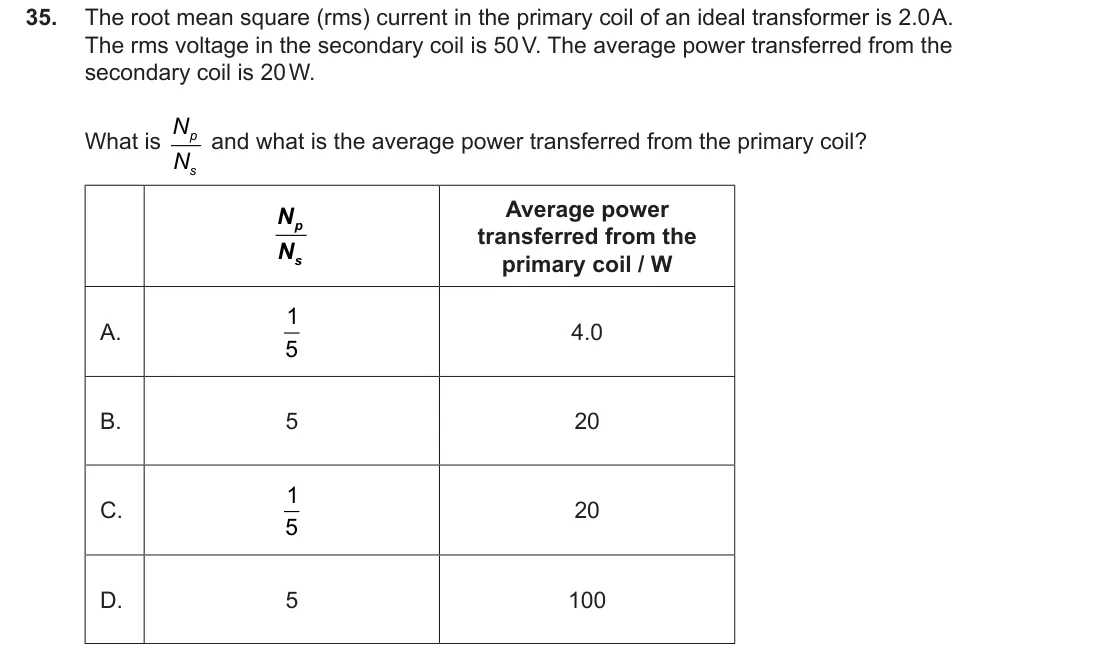 35. The root mean square (rms) current in the primary coil of an ideal transformer is 2.0A.
The rms voltage in the secondary coil is 50V. The average power transferred from the
secondary coil is 20W.
What is Np/Ns and what is the average power transferred from the primary coil?
Np/Ns
Average power
transferred from the
primary coil / W
A. 1/5 4.0
B. 5 20
C. 1/5 20
D. 5 100